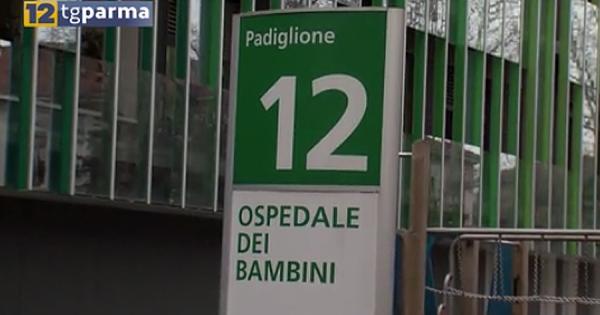 12 tgparma
Padiglione
12
OSPEDALE
DEI
BAMBINI